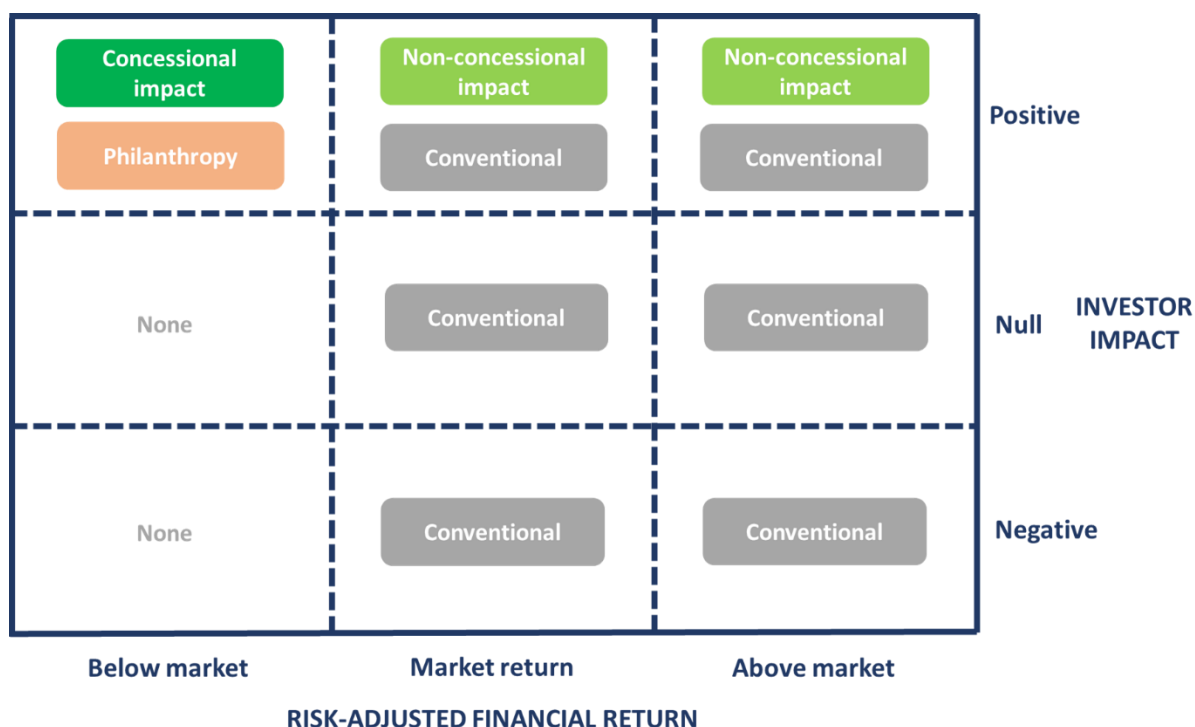 Concessional
impact
Non-concessional
impact
Non-concessional
impact
Positive
Philanthropy
Conventional
Conventional
None
Conventional
Conventional
Null
INVESTOR
IMPACT
None
Conventional
Conventional
Negative
Below market
Market return
Above market
RISK-ADJUSTED FINANCIAL RETURN